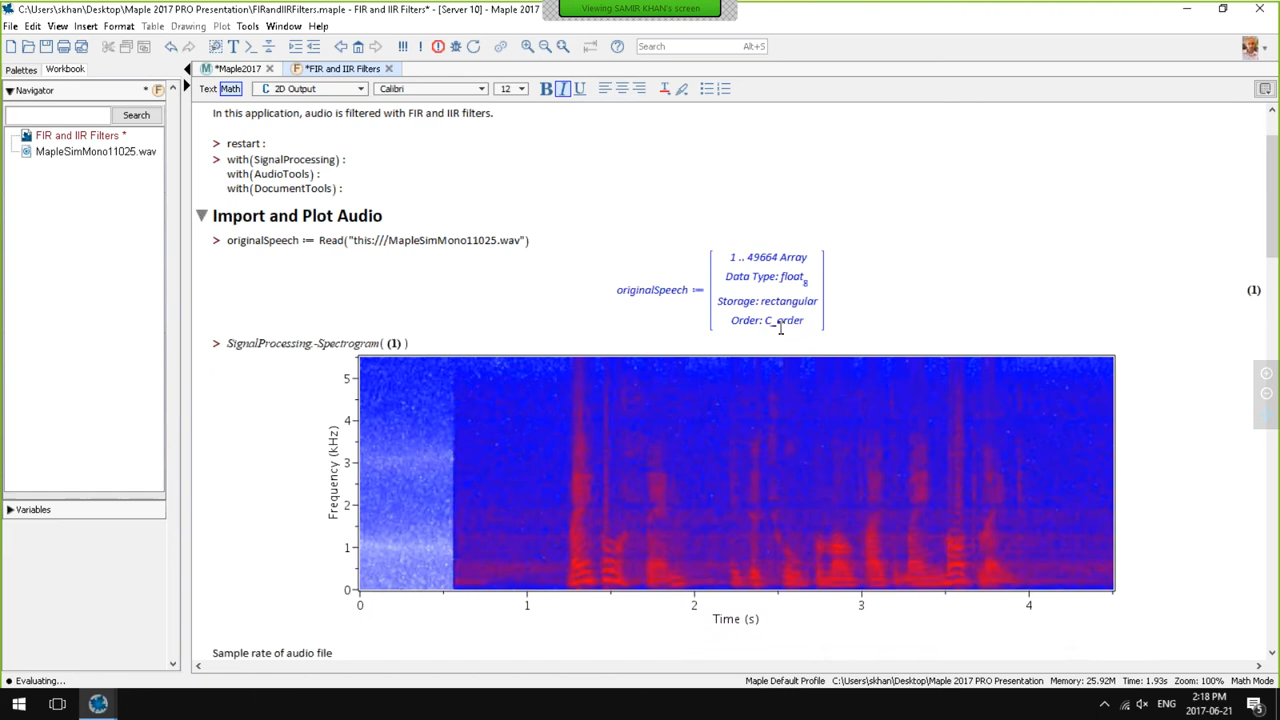 C:\Users\skhan\Desktop\Maple 2017 PRO Presentation\FIRandIIRFilters.maple* - FIR and IIR Filters* - [Server 10] - Maple 2017
Viewing SAMIR KHAN's screen
File Edit View Insert Format Table Drawing Plot Tools Window Help
Search Alt+S
Palettes Workbook *Maple2017 *FIR and IIR Filters
Navigator * F
Text Math 2D Output Calibri 12 B I U
Search
FIR and IIR Filters *
MapleSimMono11025.wav
Variables
In this application, audio is filtered with FIR and IIR filters.
> restart :
> with(SignalProcessing) :
with(AudioTools) :
with(DocumentTools) :
Import and Plot Audio
> originalSpeech := Read("this:///MapleSimMono11025.wav")
originalSpeech :=
1 .. 49664 Array
Data Type: float8
Storage: rectangular
Order: C_order
(1)
> SignalProcessing:-Spectrogram( (1) )
Frequency (kHz)
5
4
3
2
1
0
0 1 2 3 4
Time (s)
Sample rate of audio file
Evaluating... Maple Default Profile C:\Users\skhan\Desktop\Maple 2017 PRO Presentation Memory: 25.92M Time: 1.93s Zoom: 100% Math Mode
ENG 2:18 PM
2017-06-21 5